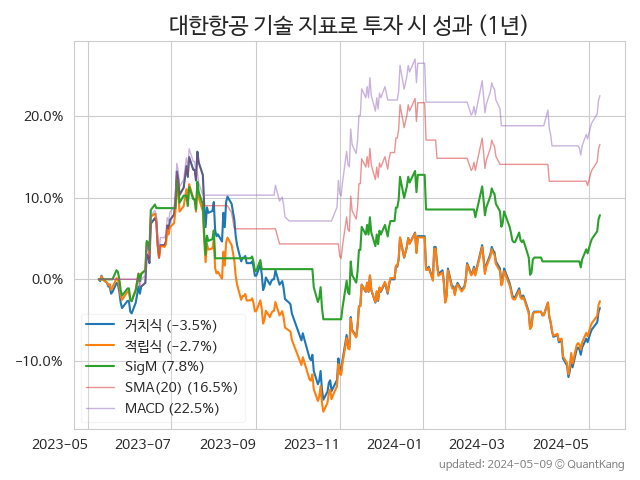 대한항공 기술 지표로 투자 시 성과 (1년)
20.0%
10.0%
0.0%
−10.0%
거치식 (−3.5%)
적립식 (−2.7%)
SigM (7.8%)
SMA(20) (16.5%)
MACD (22.5%)
2023-05 2023-07 2023-09 2023-11 2024-01 2024-03 2024-05
updated: 2024-05-09 © QuantKang